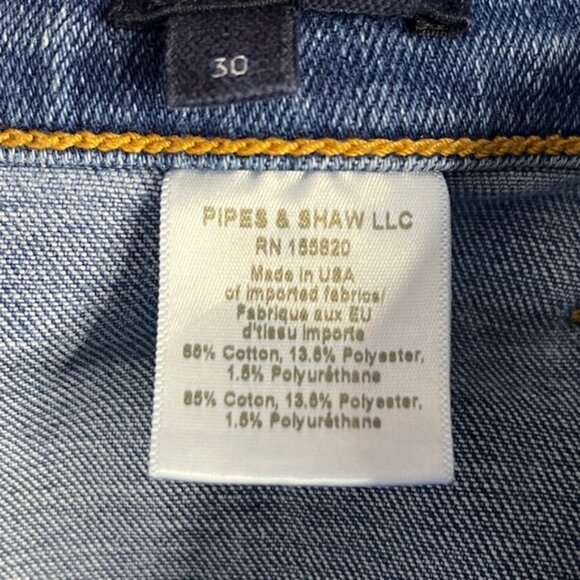 30
PIPES & SHAW LLC
RN 155820
Made in USA
of imported fabrics/
Fabrique aux EU
d'tissu importe
85% Cotton, 13.5% Polyester,
1.5% Polyuréthane
85% Coton, 13.5% Polyester,
1.5% Polyuréthane